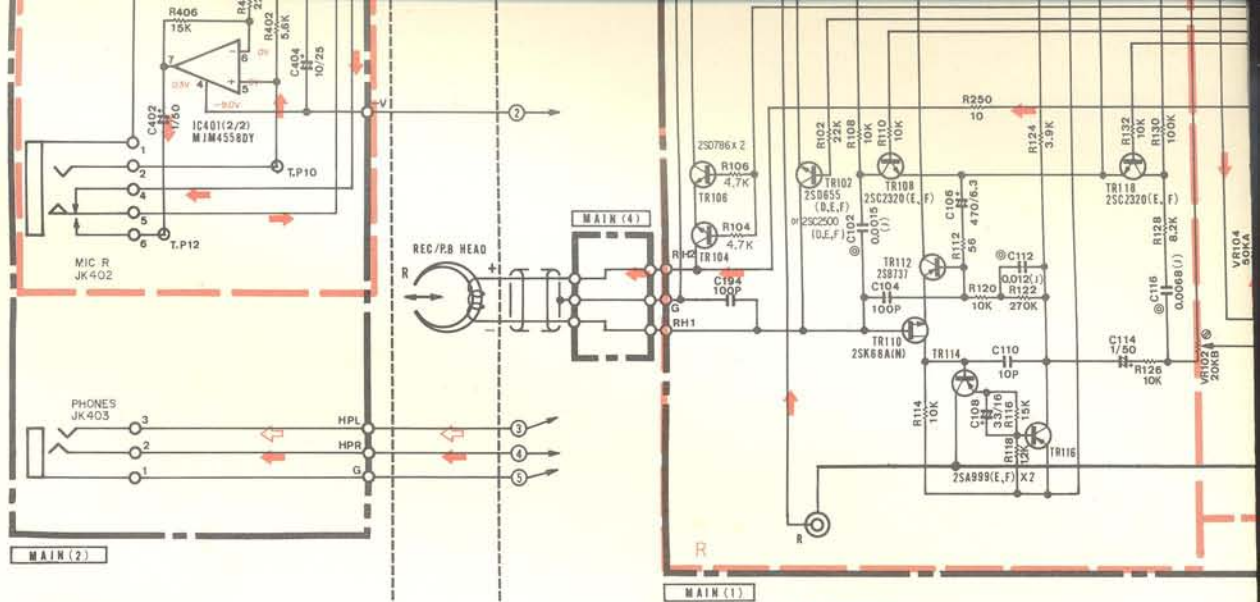 R406
15K
R402
5.6K
C404
10/25
7
6
0V
4
5
0.3V
-9.0V
C402
1/50
IC401(2/2)
MJM4558DY
-V
2
1
2
T.P10
4
5
6
T.P12
MIC R
JK402
REC/P.B HEAD
R
+
-
MAIN(4)
PHONES
JK403
3
HPL
3
2
HPR
4
1
G
5
MAIN(2)
R250
10
2SD786x2
R106
4.7K
TR106
R104
4.7K
TR104
RH2
C194
100P
G
RH1
R102
22K
TR102
2SD655
(D,E,F)
or 2SC2500
(D,E,F)
R108
10K
R110
10K
TR108
2SC2320(E,F)
C102
0.0015
(J)
C106
470/6.3
R112
56
R124
3.9K
TR112
2SB737
C112
0.012(J)
C104
100P
R120
10K
R122
270K
TR110
2SK68A(N)
R132
10K
R130
100K
TR118
2SC2320(E,F)
R128
8.2K
C116
0.0068(J)
VR104
50KA
TR114
C110
10P
C114
1/50
R126
10K
VR102
20KB
R114
10K
C108
33/16
R116
15K
R118
12K
TR116
2SA999(E,F) X2
R
R
MAIN(1)